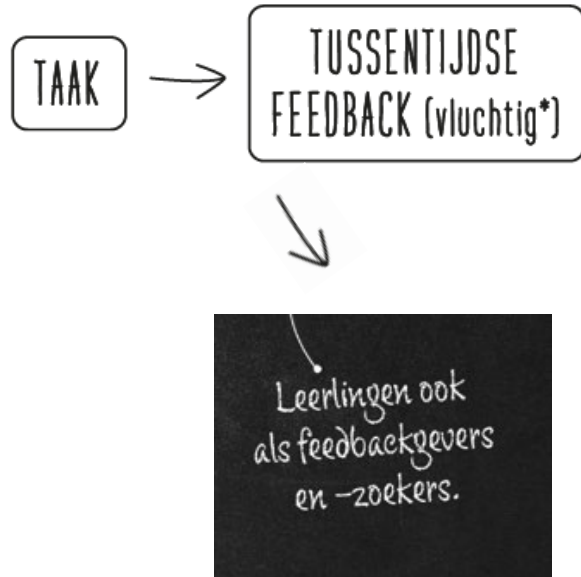 TAAK
TUSSENTIJDSE
FEEDBACK (vluchtig*)
Leerlingen ook
als feedbackgevers
en -zoekers.